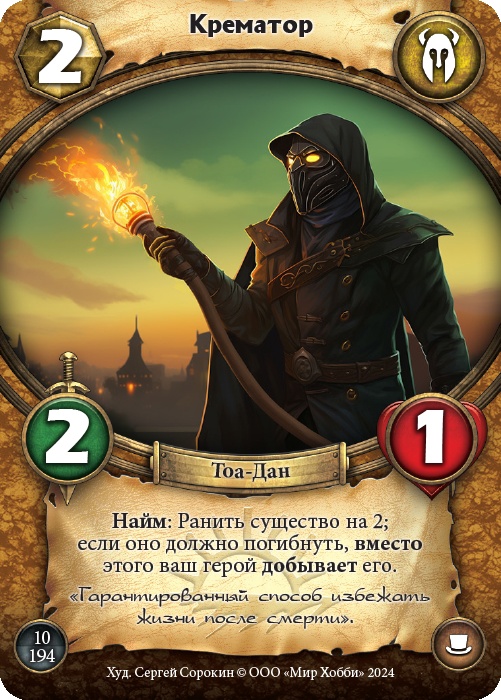 Крематор
2
2
1
Тоа-Дан
Найм: Ранить существо на 2;
если оно должно погибнуть, вместо
этого ваш герой добывает его.
«Гарантированный способ избежать
жизни после смерти».
10
194
Худ. Сергей Сорокин © ООО «Мир Хобби» 2024